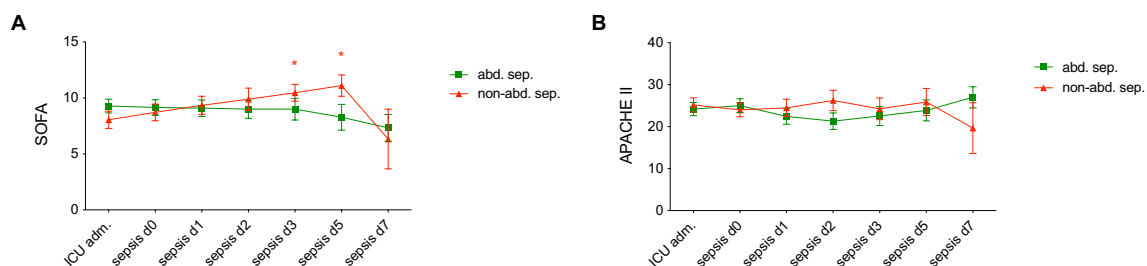 A
SOFA
15
10
5
0
*
*
abd. sep.
non-abd. sep.
ICU adm.
sepsis d0
sepsis d1
sepsis d2
sepsis d3
sepsis d5
sepsis d7
B
APACHE II
40
30
20
10
0
abd. sep.
non-abd. sep.
ICU adm.
sepsis d0
sepsis d1
sepsis d2
sepsis d3
sepsis d5
sepsis d7